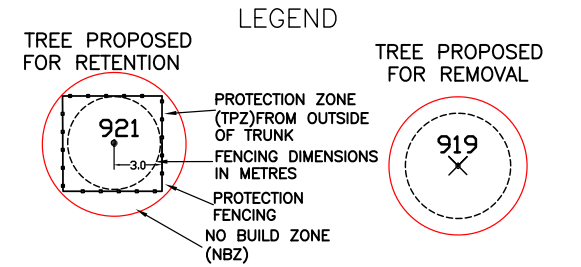 LEGEND
TREE PROPOSED
FOR RETENTION
921
3.0
PROTECTION ZONE
(TPZ)FROM OUTSIDE
OF TRUNK
FENCING DIMENSIONS
IN METRES
PROTECTION
FENCING
NO BUILD ZONE
(NBZ)
TREE PROPOSED
FOR REMOVAL
919